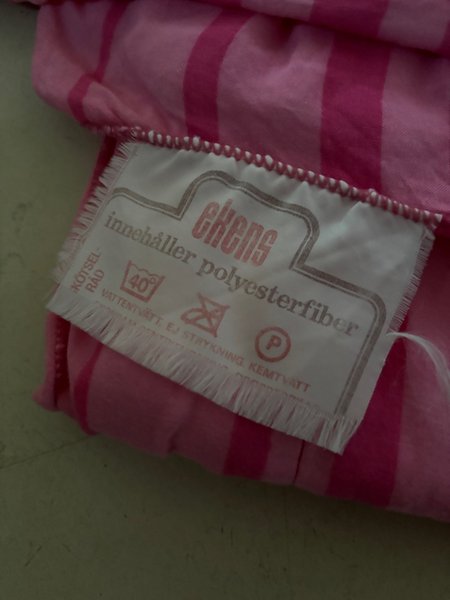 ekens
innehåller polyesterfiber
SKÖTSEL
RÅD
40°
P
VATTENTVÄTT, EJ STRYKNING, KEMTVÄTT